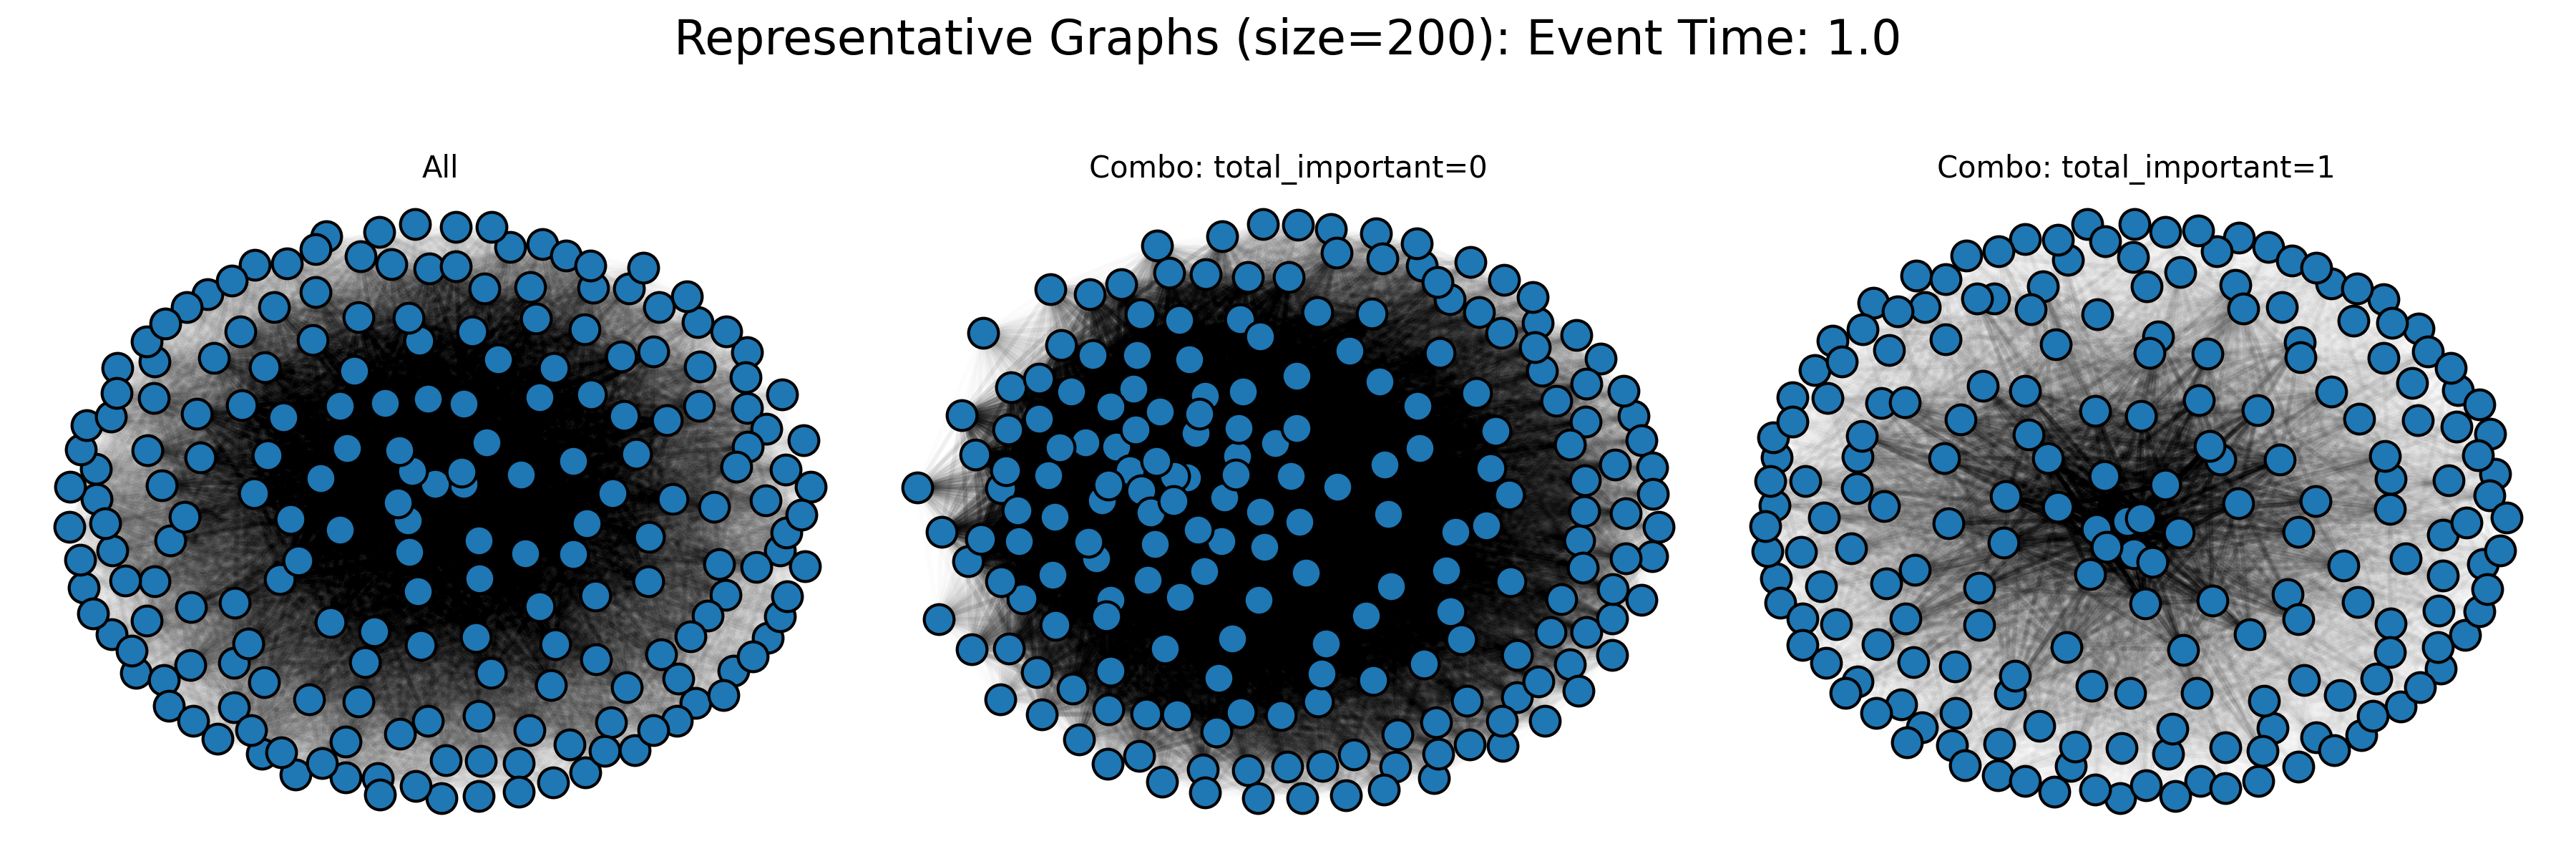 Representative Graphs (size=200): Event Time: 1.0
All
Combo: total_important=0
Combo: total_important=1